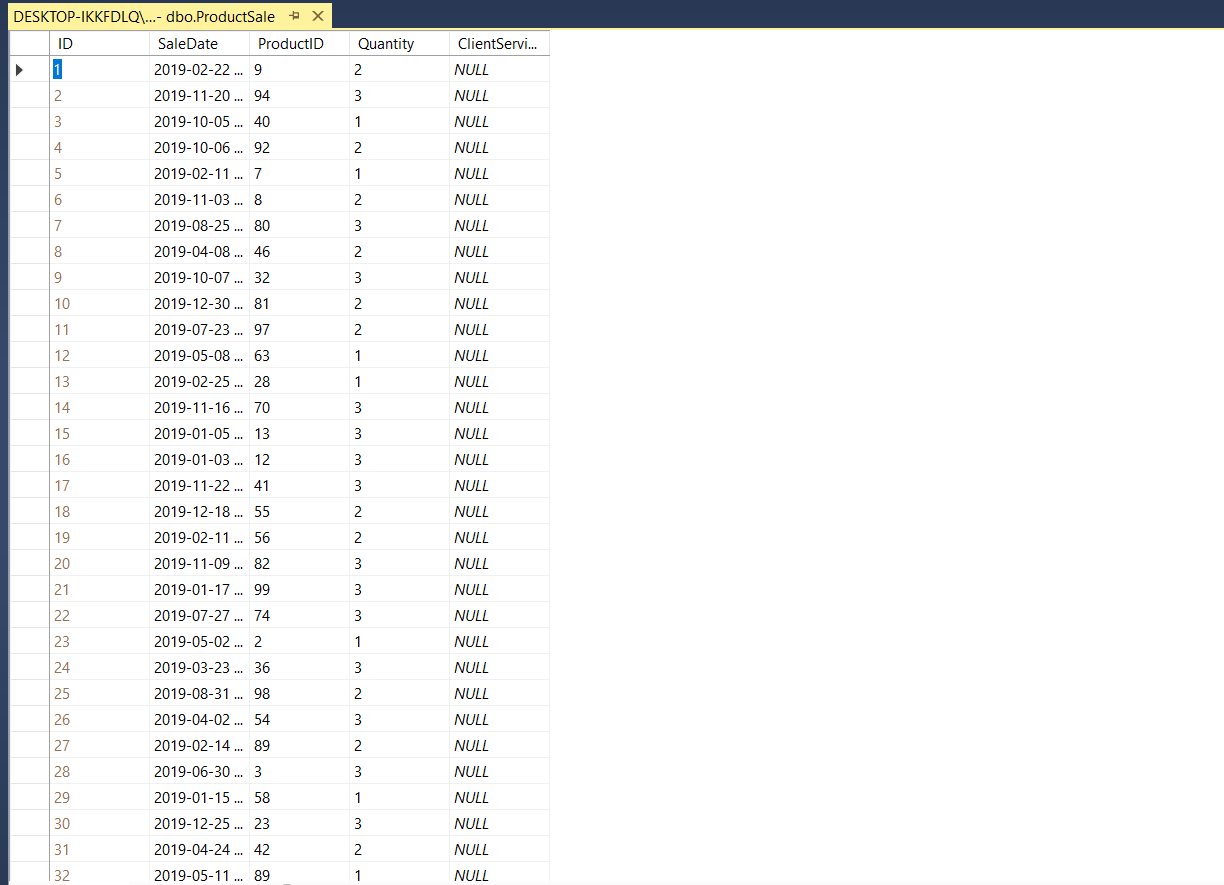 DESKTOP-IKKFDLQ\...- dbo.ProductSale
ID SaleDate ProductID Quantity ClientServi...
1 2019-02-22 ... 9 2 NULL
2 2019-11-20 ... 94 3 NULL
3 2019-10-05 ... 40 1 NULL
4 2019-10-06 ... 92 2 NULL
5 2019-02-11 ... 7 1 NULL
6 2019-11-03 ... 8 2 NULL
7 2019-08-25 ... 80 3 NULL
8 2019-04-08 ... 46 2 NULL
9 2019-10-07 ... 32 3 NULL
10 2019-12-30 ... 81 2 NULL
11 2019-07-23 ... 97 2 NULL
12 2019-05-08 ... 63 1 NULL
13 2019-02-25 ... 28 1 NULL
14 2019-11-16 ... 70 3 NULL
15 2019-01-05 ... 13 3 NULL
16 2019-01-03 ... 12 3 NULL
17 2019-11-22 ... 41 3 NULL
18 2019-12-18 ... 55 2 NULL
19 2019-02-11 ... 56 2 NULL
20 2019-11-09 ... 82 3 NULL
21 2019-01-17 ... 99 3 NULL
22 2019-07-27 ... 74 3 NULL
23 2019-05-02 ... 2 1 NULL
24 2019-03-23 ... 36 3 NULL
25 2019-08-31 ... 98 2 NULL
26 2019-04-02 ... 54 3 NULL
27 2019-02-14 ... 89 2 NULL
28 2019-06-30 ... 3 3 NULL
29 2019-01-15 ... 58 1 NULL
30 2019-12-25 ... 23 3 NULL
31 2019-04-24 ... 42 2 NULL
32 2019-05-11 ... 89 1 NULL